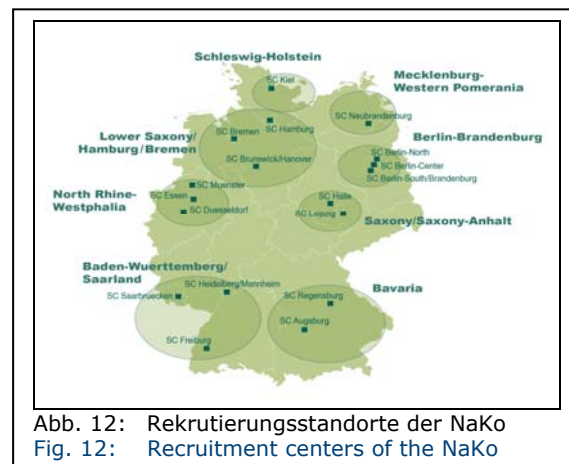 Schleswig-Holstein
SC Kiel
Mecklenburg-
Western Pomerania
SC Neubrandenburg
Lower Saxony/
Hamburg/Bremen
SC Bremen
SC Hamburg
SC Brunswick/Hanover
Berlin-Brandenburg
SC Berlin-North
SC Berlin-Center
SC Berlin-South/Brandenburg
North Rhine-
Westphalia
SC Muenster
SC Essen
SC Duesseldorf
SC Halle
SC Leipzig
Saxony/Saxony-Anhalt
Baden-Wuerttemberg/
Saarland
SC Heidelberg/Mannheim
SC Saarbruecken
SC Freiburg
Bavaria
SC Regensburg
SC Augsburg
Abb. 12: Rekrutierungsstandorte der NaKo
Fig. 12: Recruitment centers of the NaKo